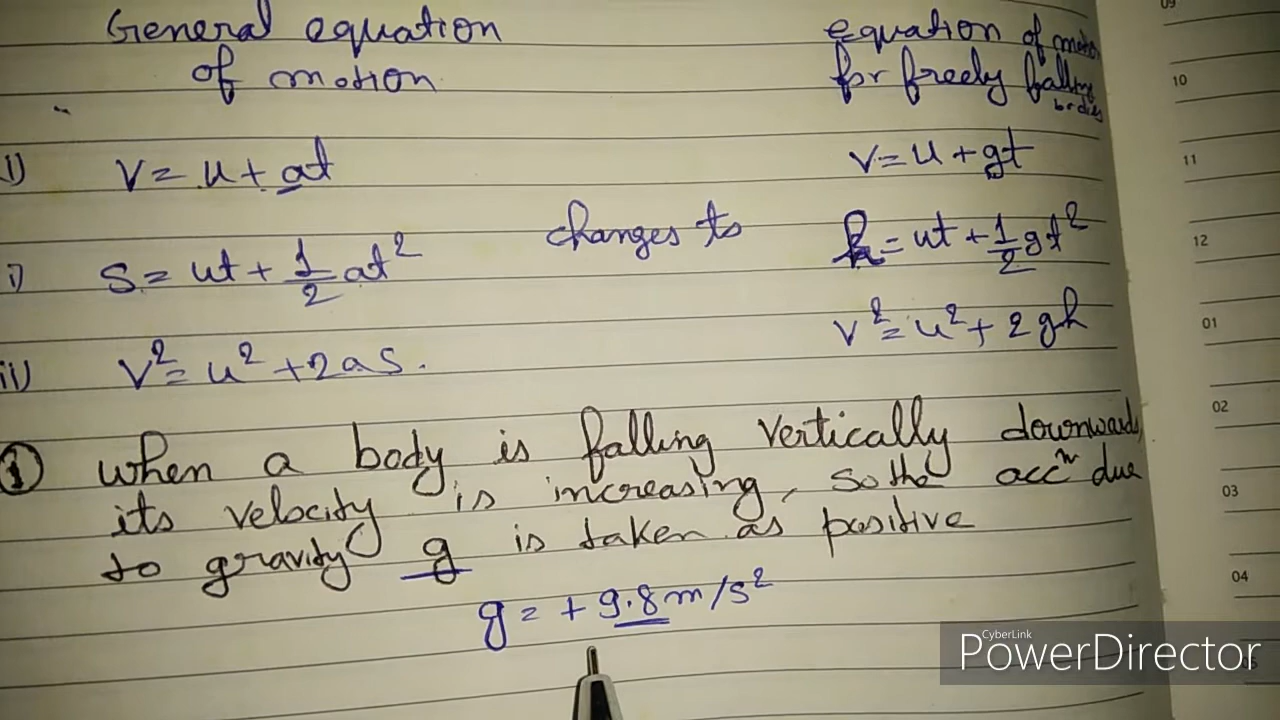 General equation
of motion
equation of motion
for freely falling
bodies
i) v = u + at
v = u + gt
i) S = ut + 1/2 at²
changes to
h = ut + 1/2 gt²
iii) v² = u² + 2as.
v² = u² + 2gh
① when a body is falling vertically downwards,
its velocity is increasing, so the accⁿ due
to gravity g is taken as positive
g = + 9.8 m/s²
09
10
11
12
01
02
03
04
05
CyberLink
PowerDirector